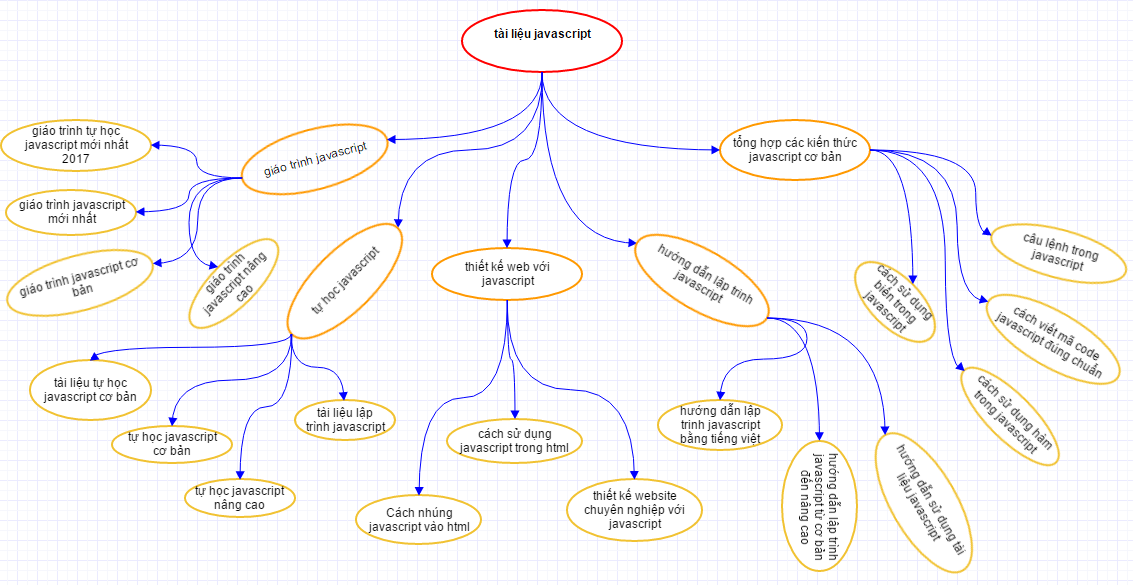 tài liệu javascript
giáo trình tự học
javascript mới nhất
2017
giáo trình javascript
tổng hợp các kiến thức
javascript cơ bản
giáo trình javascript
mới nhất
giáo trình javascript cơ
bản
giáo trình
javascript nâng
cao
tự học javascript
thiết kế web với
javascript
hướng dẫn lập trình
javascript
cách sử dụng
biến trong
javascript
câu lệnh trong
javascript
cách viết mã code
javascript đúng chuẩn
cách sử dụng hàm
trong javascript
tài liệu tự học
javascript cơ bản
tự học javascript
cơ bản
tự học javascript
nâng cao
tài liệu lập
trình javascript
cách sử dụng
javascript trong html
Cách nhúng
javascript vào html
thiết kế website
chuyên nghiệp với
javascript
hướng dẫn lập
trình javascript
bằng tiếng việt
hướng dẫn lập trình
javascript từ cơ bản
đến nâng cao
hướng dẫn sử dụng tài
liệu javascript